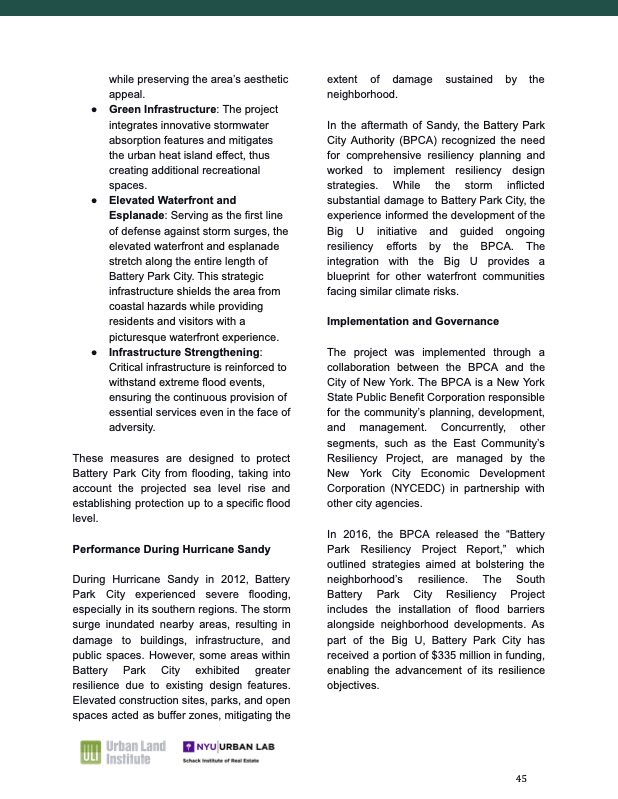 while preserving the area's aesthetic
appeal.
● Green Infrastructure: The project
integrates innovative stormwater
absorption features and mitigates
the urban heat island effect, thus
creating additional recreational
spaces.
● Elevated Waterfront and
Esplanade: Serving as the first line
of defense against storm surges, the
elevated waterfront and esplanade
stretch along the entire length of
Battery Park City. This strategic
infrastructure shields the area from
coastal hazards while providing
residents and visitors with a
picturesque waterfront experience.
● Infrastructure Strengthening:
Critical infrastructure is reinforced to
withstand extreme flood events,
ensuring the continuous provision of
essential services even in the face of
adversity.
These measures are designed to protect
Battery Park City from flooding, taking into
account the projected sea level rise and
establishing protection up to a specific flood
level.
Performance During Hurricane Sandy
During Hurricane Sandy in 2012, Battery
Park City experienced severe flooding,
especially in its southern regions. The storm
surge inundated nearby areas, resulting in
damage to buildings, infrastructure, and
public spaces. However, some areas within
Battery Park City exhibited greater
resilience due to existing design features.
Elevated construction sites, parks, and open
spaces acted as buffer zones, mitigating the
extent of damage sustained by the
neighborhood.
In the aftermath of Sandy, the Battery Park
City Authority (BPCA) recognized the need
for comprehensive resiliency planning and
worked to implement resiliency design
strategies. While the storm inflicted
substantial damage to Battery Park City, the
experience informed the development of the
Big U initiative and guided ongoing
resiliency efforts by the BPCA. The
integration with the Big U provides a
blueprint for other waterfront communities
facing similar climate risks.
Implementation and Governance
The project was implemented through a
collaboration between the BPCA and the
City of New York. The BPCA is a New York
State Public Benefit Corporation responsible
for the community's planning, development,
and management. Concurrently, other
segments, such as the East Community's
Resiliency Project, are managed by the
New York City Economic Development
Corporation (NYCEDC) in partnership with
other city agencies.
In 2016, the BPCA released the "Battery
Park Resiliency Project Report," which
outlined strategies aimed at bolstering the
neighborhood's resilience. The South
Battery Park City Resiliency Project
includes the installation of flood barriers
alongside neighborhood developments. As
part of the Big U, Battery Park City has
received a portion of $335 million in funding,
enabling the advancement of its resilience
objectives.
ULI Urban Land
Institute
NYU URBAN LAB
Schack Institute of Real Estate
45